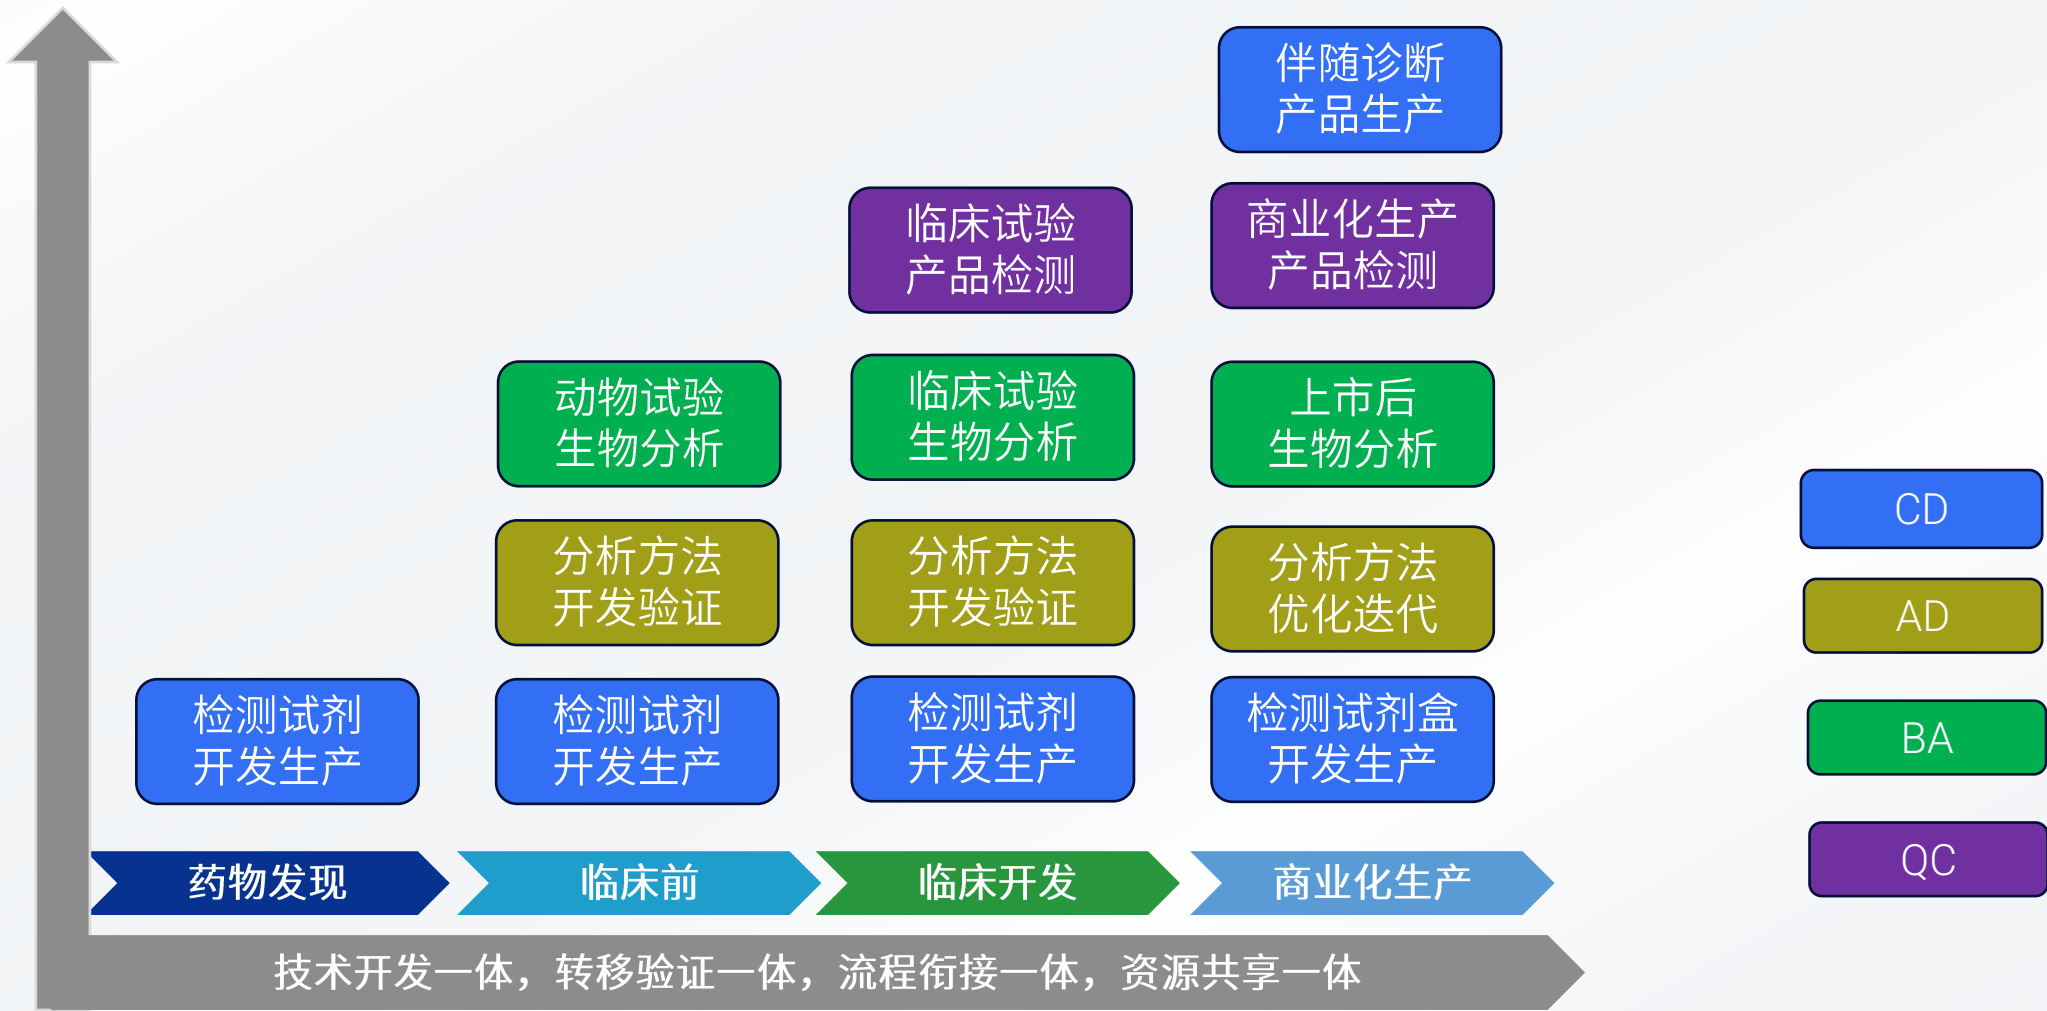 伴随诊断
产品生产
临床试验
产品检测
商业化生产
产品检测
动物试验
生物分析
临床试验
生物分析
上市后
生物分析
分析方法
开发验证
分析方法
开发验证
分析方法
优化迭代
检测试剂
开发生产
检测试剂
开发生产
检测试剂
开发生产
检测试剂盒
开发生产
CD
AD
BA
QC
药物发现
临床前
临床开发
商业化生产
技术开发一体，转移验证一体，流程衔接一体，资源共享一体